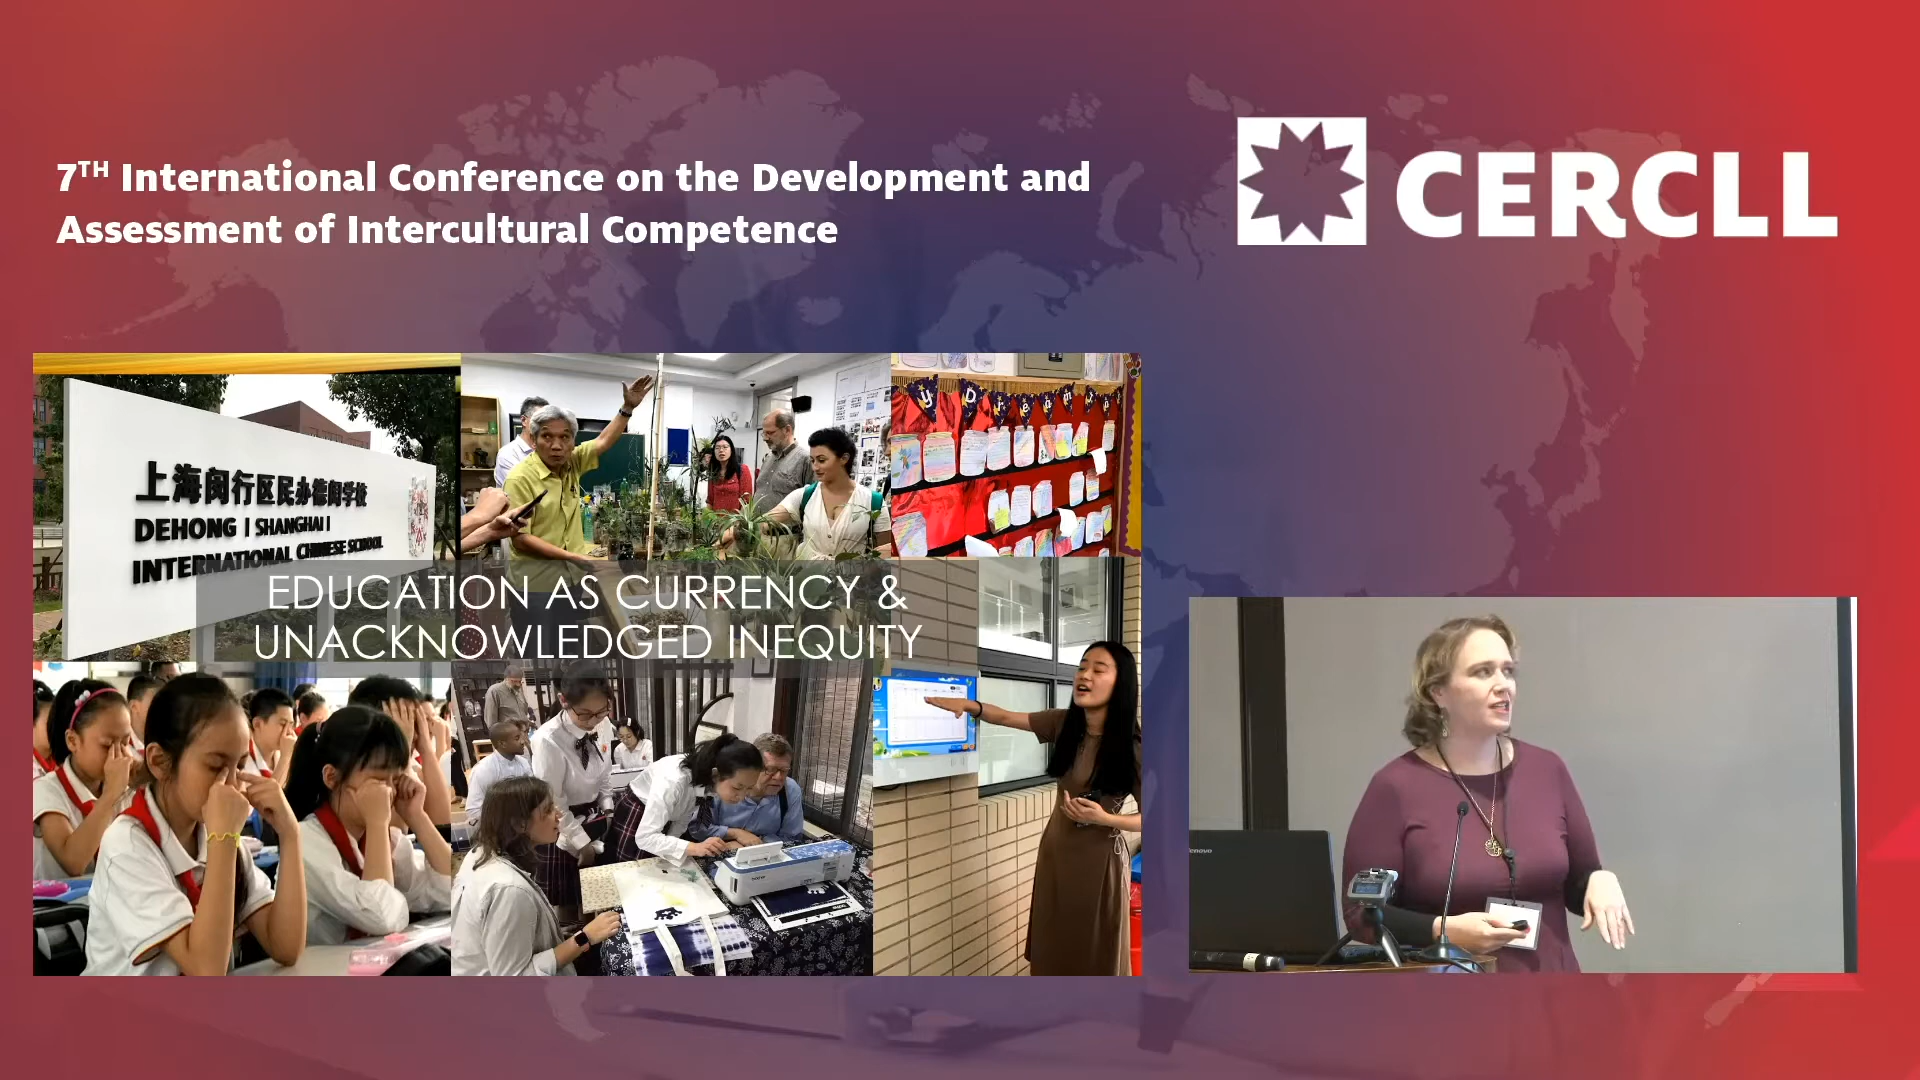 7TH International Conference on the Development and
Assessment of Intercultural Competence
CERCLL
上海闵行区民办德闳学校
DEHONG | SHANGHAI
INTERNATIONAL CHINESE SCHOOL
EDUCATION AS CURRENCY &
UNACKNOWLEDGED INEQUITY